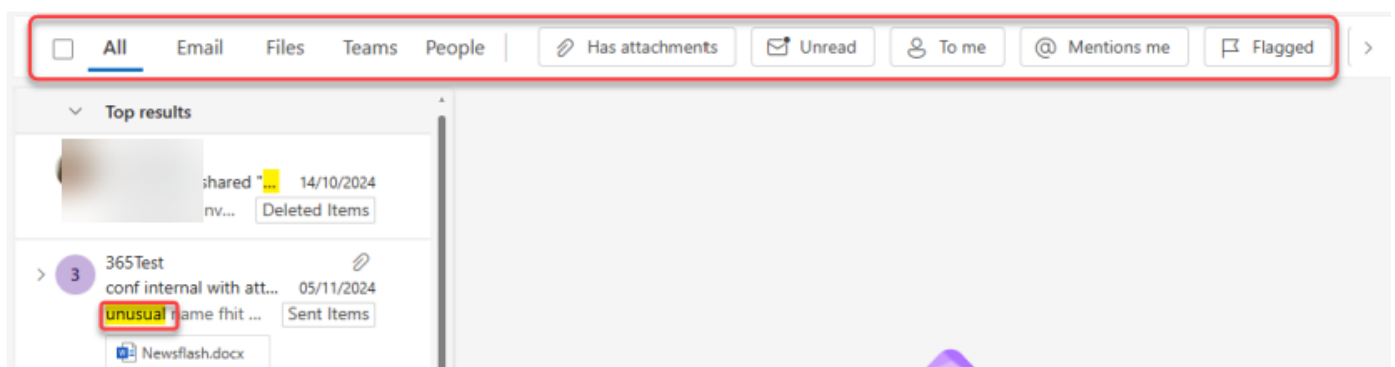 All Email Files Teams People Has attachments Unread To me @ Mentions me Flagged
Top results
shared "... 14/10/2024
nv... Deleted Items
365Test
3
conf internal with att... 05/11/2024
unusual name fhit ... Sent Items
Newsflash.docx